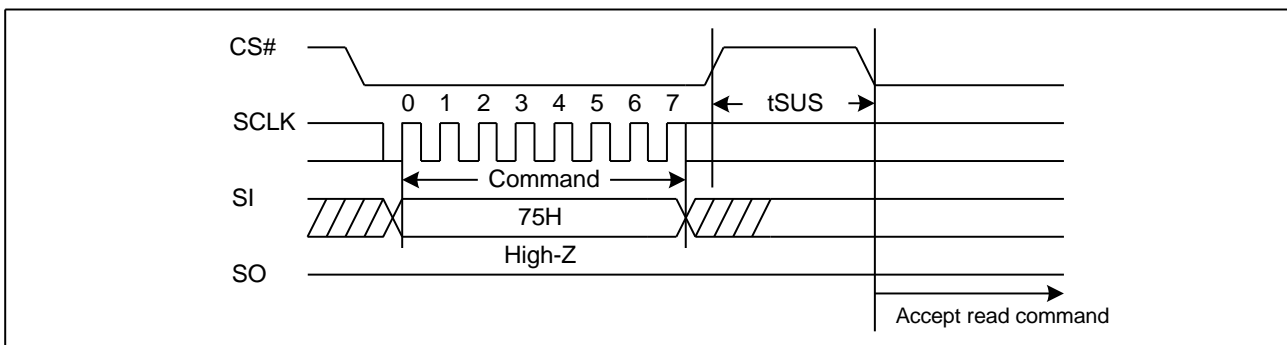 CS#
0 1 2 3 4 5 6 7
tSUS
SCLK
Command
SI
75H
High-Z
SO
Accept read command